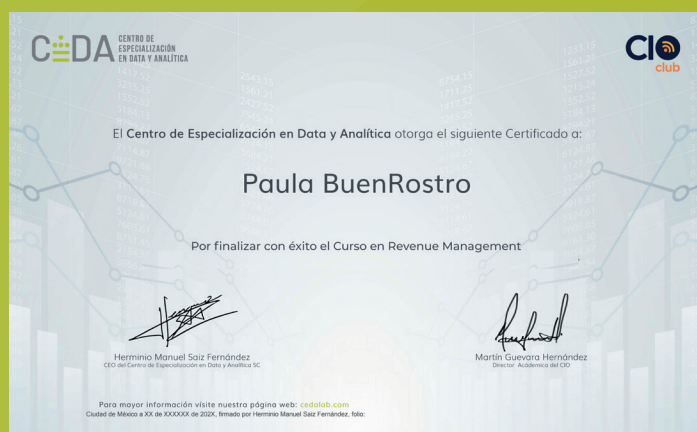 CEDA
CENTRO DE
ESPECIALIZACIÓN
EN DATA Y ANALÍTICA
CIO
club
El Centro de Especialización en Data y Analítica otorga el siguiente Certificado a:
Paula BuenRostro
Por finalizar con éxito el Curso en Revenue Management
Herminio Manuel Saiz Fernández
CEO del Centro de Especialización en Data y Analítica SC
Martín Guevara Hernández
Director Acádemica del CIO
Para mayor información vísite nuestra página web: cedalab.com
Ciudad de México a XX de XXXXXX de 202X, firmado por Herminio Manuel Saiz Fernández, folio: